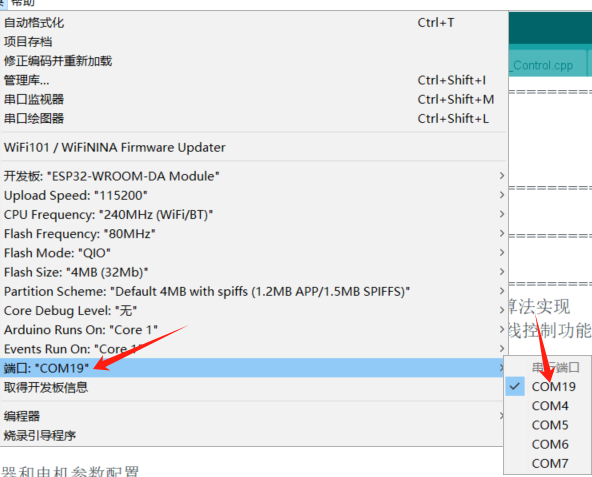 帮助
自动格式化 Ctrl+T
项目存档
修正编码并重新加载
管理库... Ctrl+Shift+I
串口监视器 Ctrl+Shift+M
串口绘图器 Ctrl+Shift+L
WiFi101 / WiFiNINA Firmware Updater
开发板: "ESP32-WROOM-DA Module"
Upload Speed: "115200"
CPU Frequency: "240MHz (WiFi/BT)"
Flash Frequency: "80MHz"
Flash Mode: "QIO"
Flash Size: "4MB (32Mb)"
Partition Scheme: "Default 4MB with spiffs (1.2MB APP/1.5MB SPIFFS)"
Core Debug Level: "无"
Arduino Runs On: "Core 1"
Events Run On: "Core 1"
端口: "COM19"
取得开发板信息
编程器
烧录引导程序
_Control.cpp
算法实现
线控制功能
串行端口
COM19
COM4
COM5
COM6
COM7
器和电机参数配置